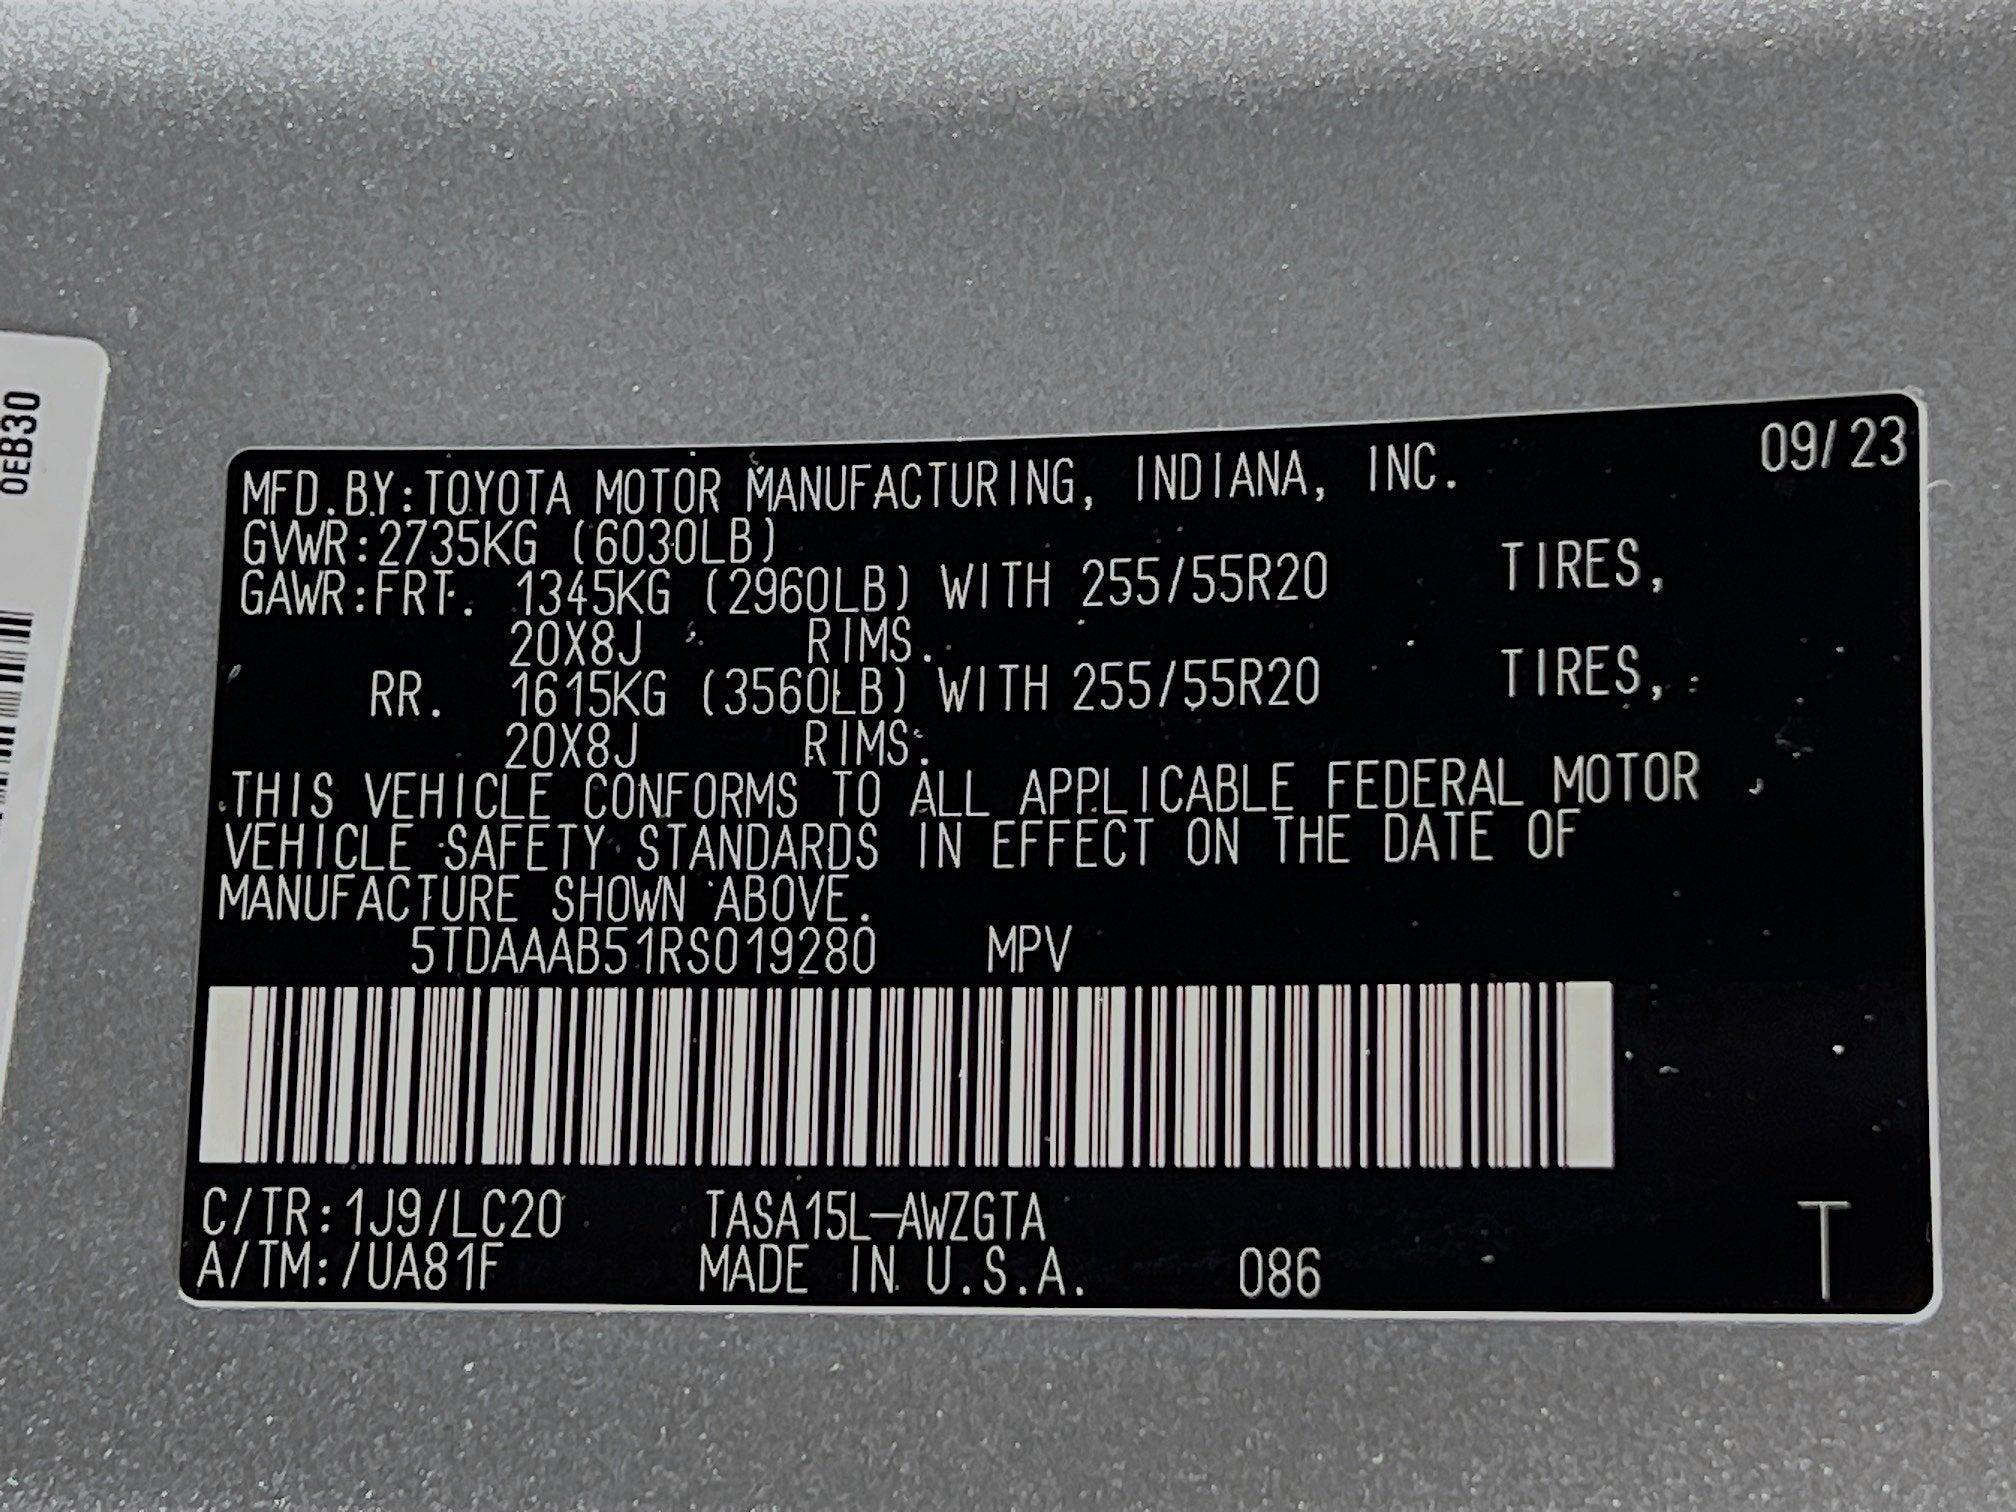 0EB30
MFD.BY:TOYOTA MOTOR MANUFACTURING, INDIANA, INC. 09/23
GVWR:2735KG (6030LB)
GAWR:FRT. 1345KG (2960LB) WITH 255/55R20 TIRES,
20X8J RIMS.
RR. 1615KG (3560LB) WITH 255/55R20 TIRES,
20X8J RIMS.
THIS VEHICLE CONFORMS TO ALL APPLICABLE FEDERAL MOTOR
VEHICLE SAFETY STANDARDS IN EFFECT ON THE DATE OF
MANUFACTURE SHOWN ABOVE.
5TDAAAB51RS019280 MPV
C/TR:1J9/LC20 TASA15L-AWZGTA
A/TM:/UA81F MADE IN U.S.A. 086 T